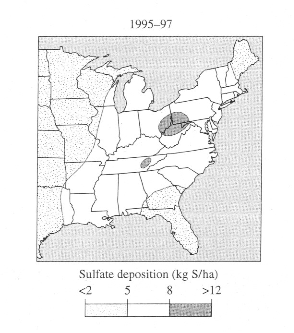 1995–97
Sulfate deposition (kg S/ha)
<2 5 8 >12